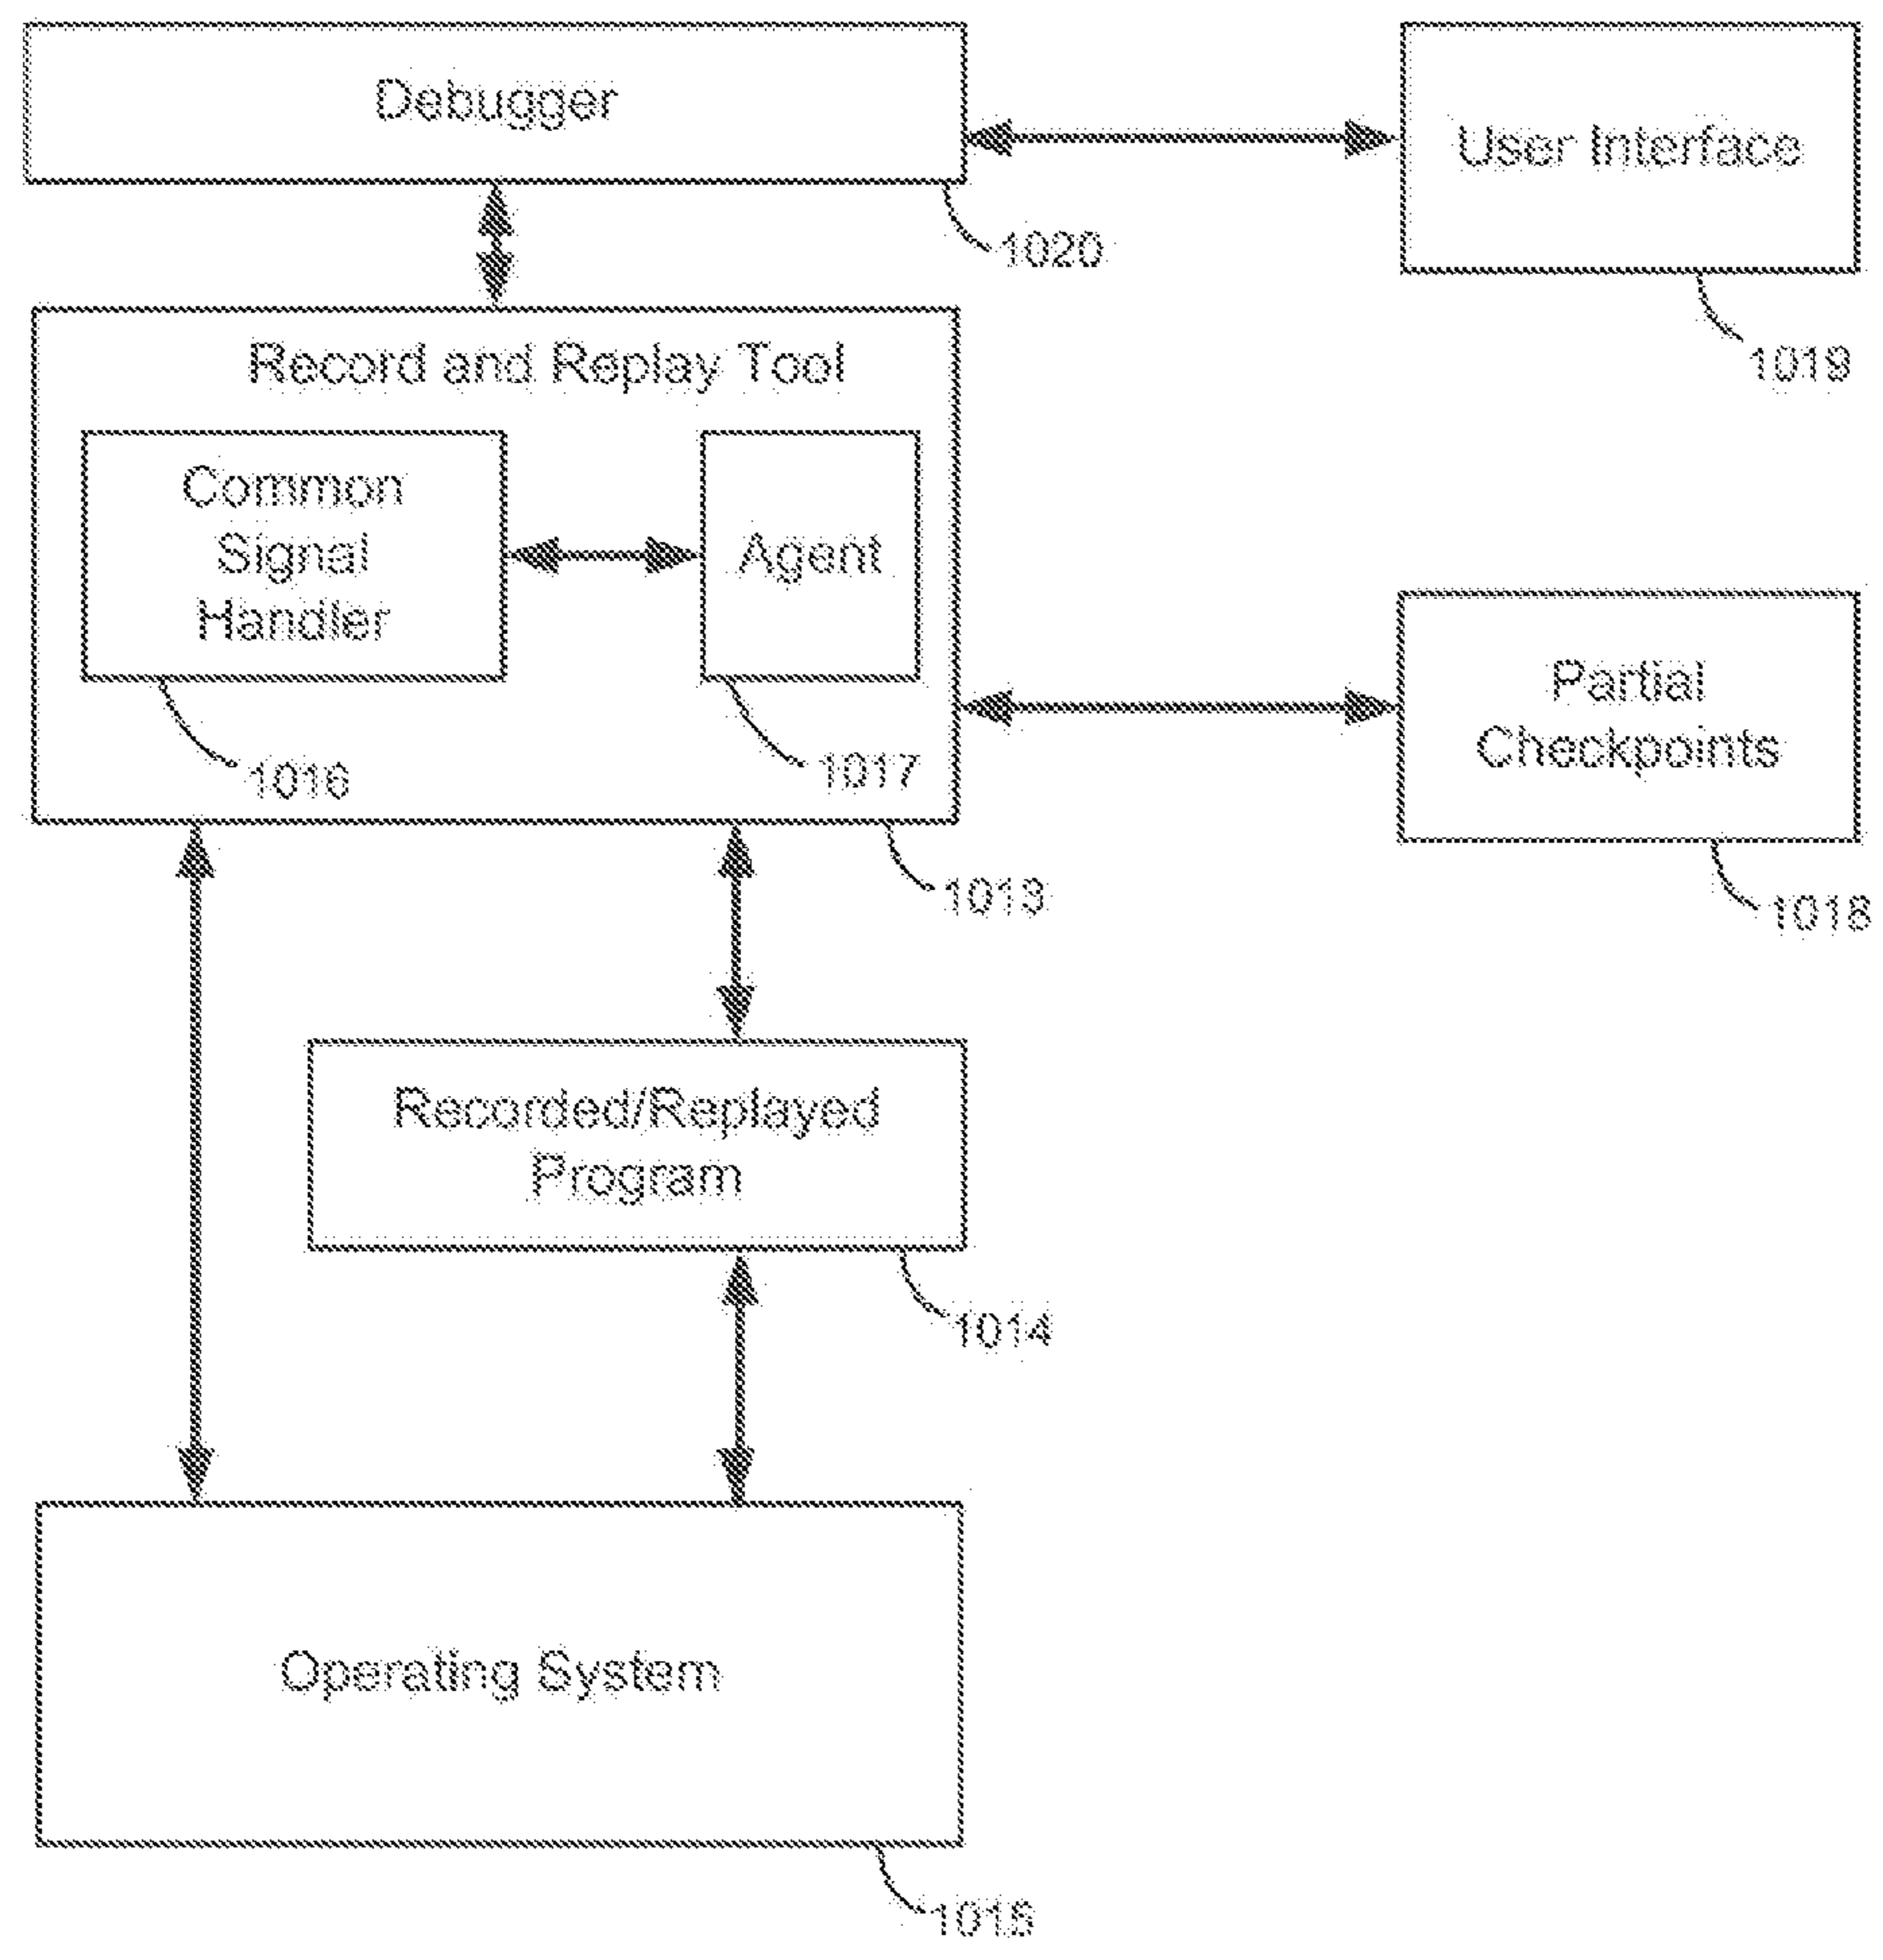 Debugger
User Interface
1020
1019
Record and Replay Tool
Common
Signal
Handler
Agent
Partial
Checkpoints
1016
1017
1013
1018
Recorded/Replayed
Program
1014
Operating System
1015